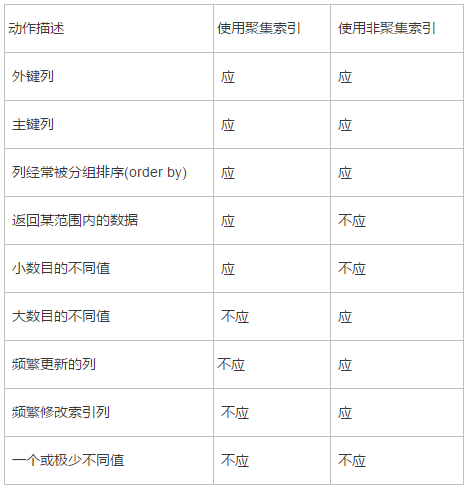 动作描述 使用聚集索引 使用非聚集索引
外键列 应 应
主键列 应 应
列经常被分组排序(order by) 应 应
返回某范围内的数据 应 不应
小数目的不同值 应 不应
大数目的不同值 不应 应
频繁更新的列 不应 应
频繁修改索引列 不应 应
一个或极少不同值 不应 不应